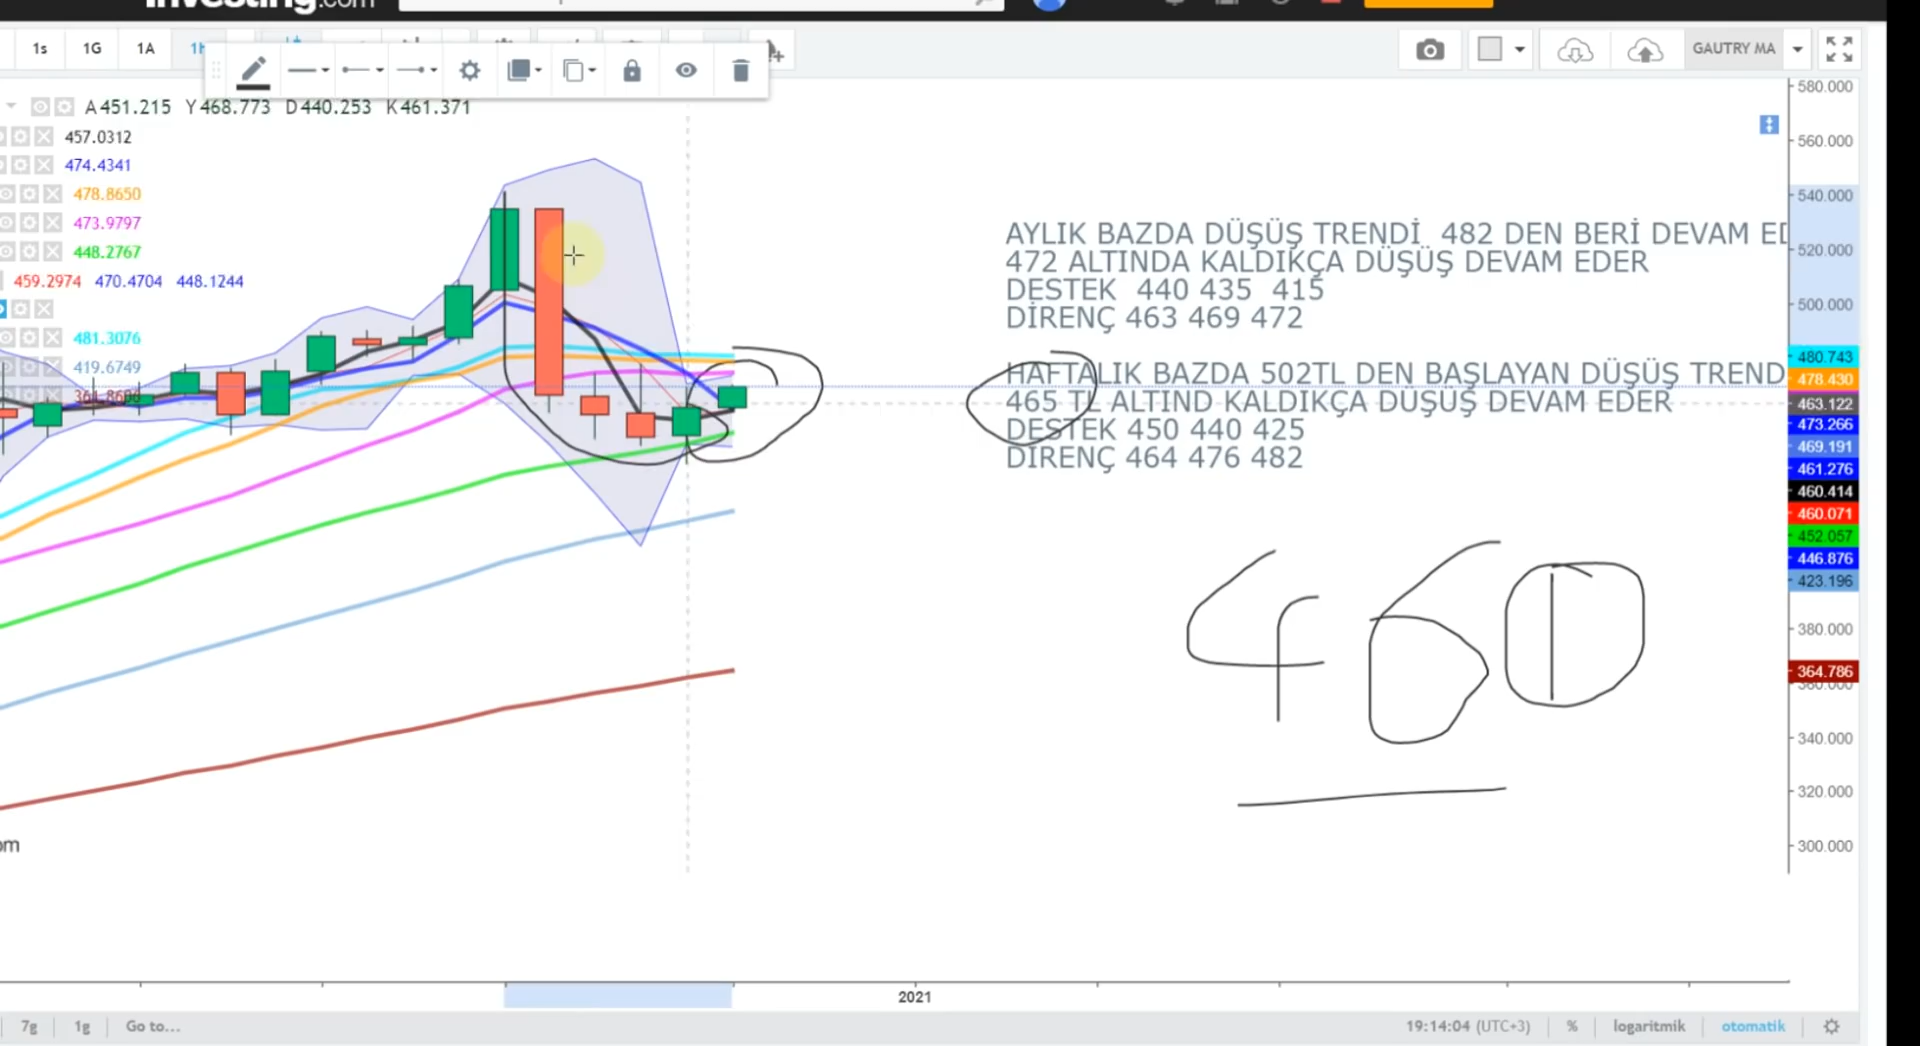 investing.com
1s 1G 1A GAUTRY MA
A 451.215 Y 468.773 D 440.253 K 461.371
457.0312
474.4341
478.8650
473.9797
448.2767
459.2974 470.4704 448.1244
481.3076
419.6749
361.8600
AYLIK BAZDA DÜŞÜŞ TRENDİ 482 DEN BERİ DEVAM
472 ALTINDA KALDIKÇA DÜŞÜŞ DEVAM EDER
DESTEK 440 435 415
DİRENÇ 463 469 472
HAFTALIK BAZDA 502TL DEN BAŞLAYAN DÜŞÜŞ TREND
465 TL ALTIND KALDIKÇA DÜŞÜŞ DEVAM EDER
DESTEK 450 440 425
DİRENÇ 464 476 482
460
580.000
560.000
540.000
520.000
500.000
480.743
478.430
463.122
473.266
469.191
461.276
460.414
460.071
452.057
446.876
423.196
380.000
364.786
360.000
340.000
320.000
300.000
om
2021
7g 1g Go to... 19:14:04 (UTC+3) % logaritmik otomatik